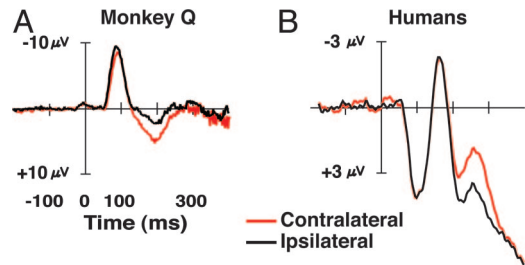 A
Monkey Q
-10 μV
+10 μV
-100 0 100 300
Time (ms)
B
Humans
-3 μV
+3 μV
Contralateral
Ipsilateral